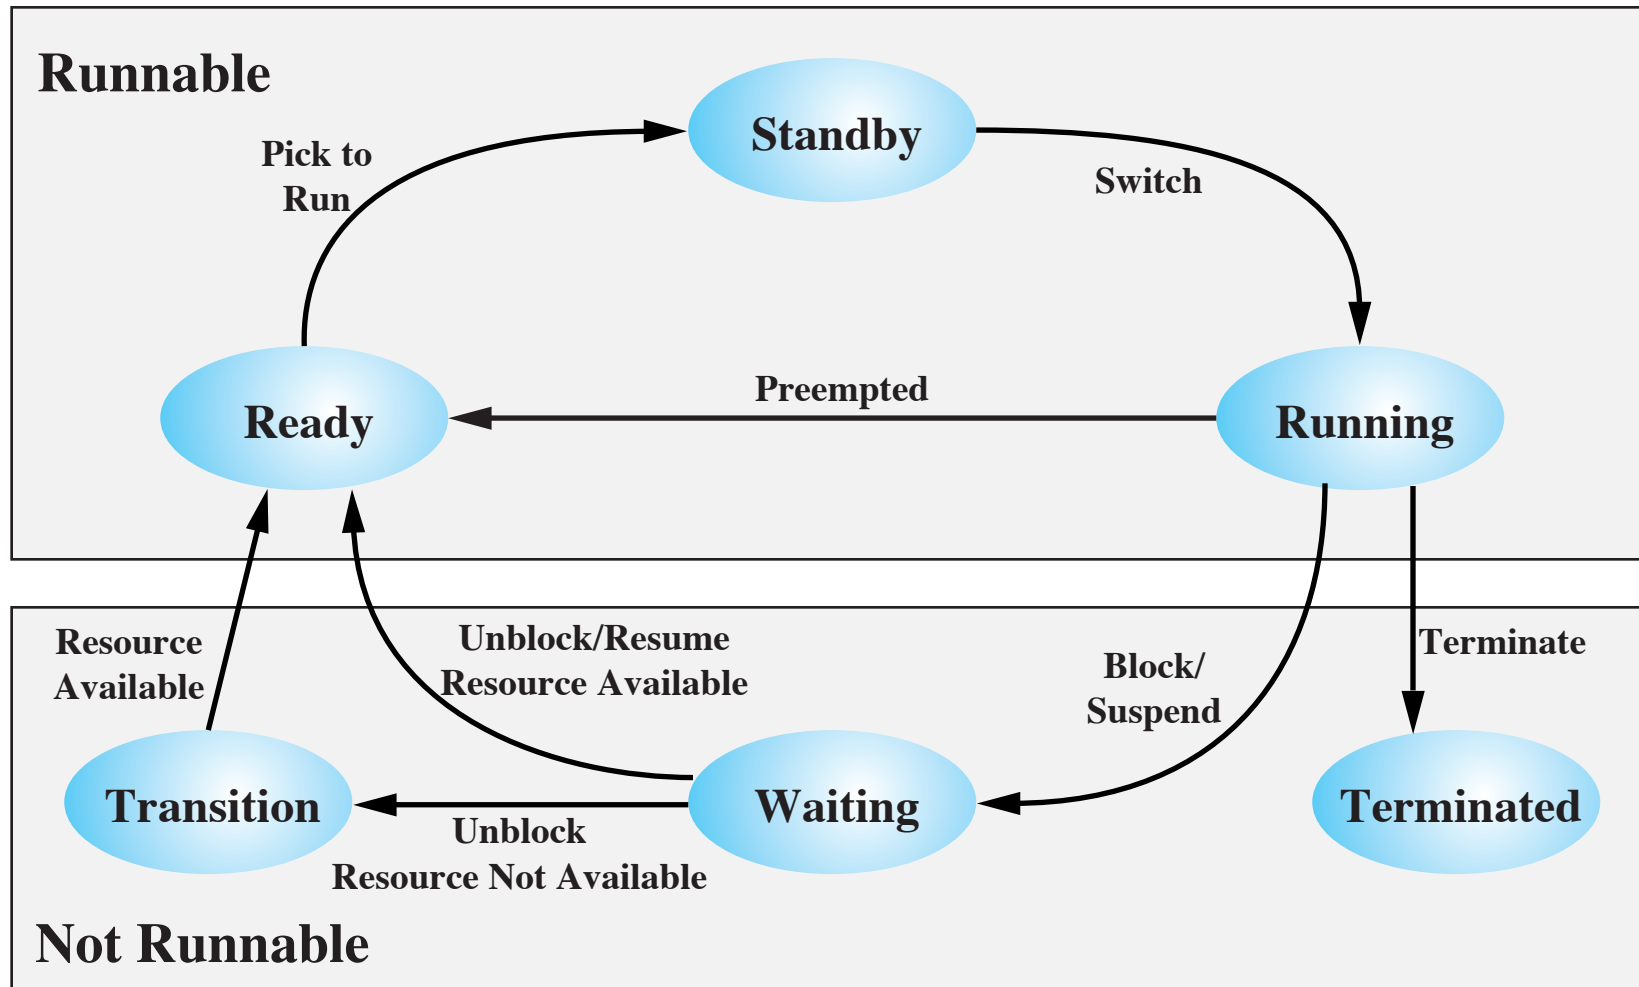 Runnable
Standby
Pick to
Run
Switch
Preempted
Ready
Running
Resource
Available
Unblock/Resume
Resource Available
Block/
Suspend
Terminate
Transition
Waiting
Terminated
Unblock
Resource Not Available
Not Runnable